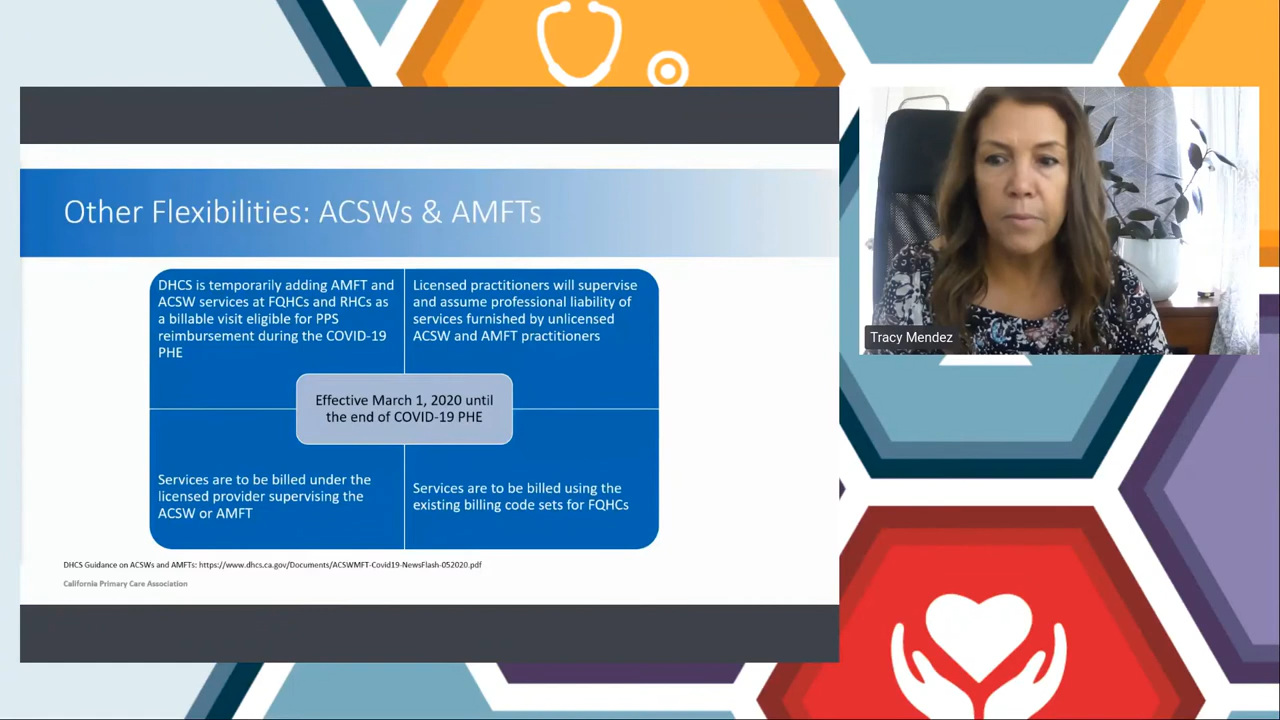 Other Flexibilities: ACSWs & AMFTs
DHCS is temporarily adding AMFT and
ACSW services at FQHCs and RHCs as
a billable visit eligible for PPS
reimbursement during the COVID-19
PHE
Licensed practitioners will supervise
and assume professional liability of
services furnished by unlicensed
ACSW and AMFT practitioners
Effective March 1, 2020 until
the end of COVID-19 PHE
Services are to be billed under the
licensed provider supervising the
ACSW or AMFT
Services are to be billed using the
existing billing code sets for FQHCs
DHCS Guidance on ACSWs and AMFTs: https://www.dhcs.ca.gov/Documents/ACSWMFT-Covid19-NewsFlash-052020.pdf
California Primary Care Association
Tracy Mendez